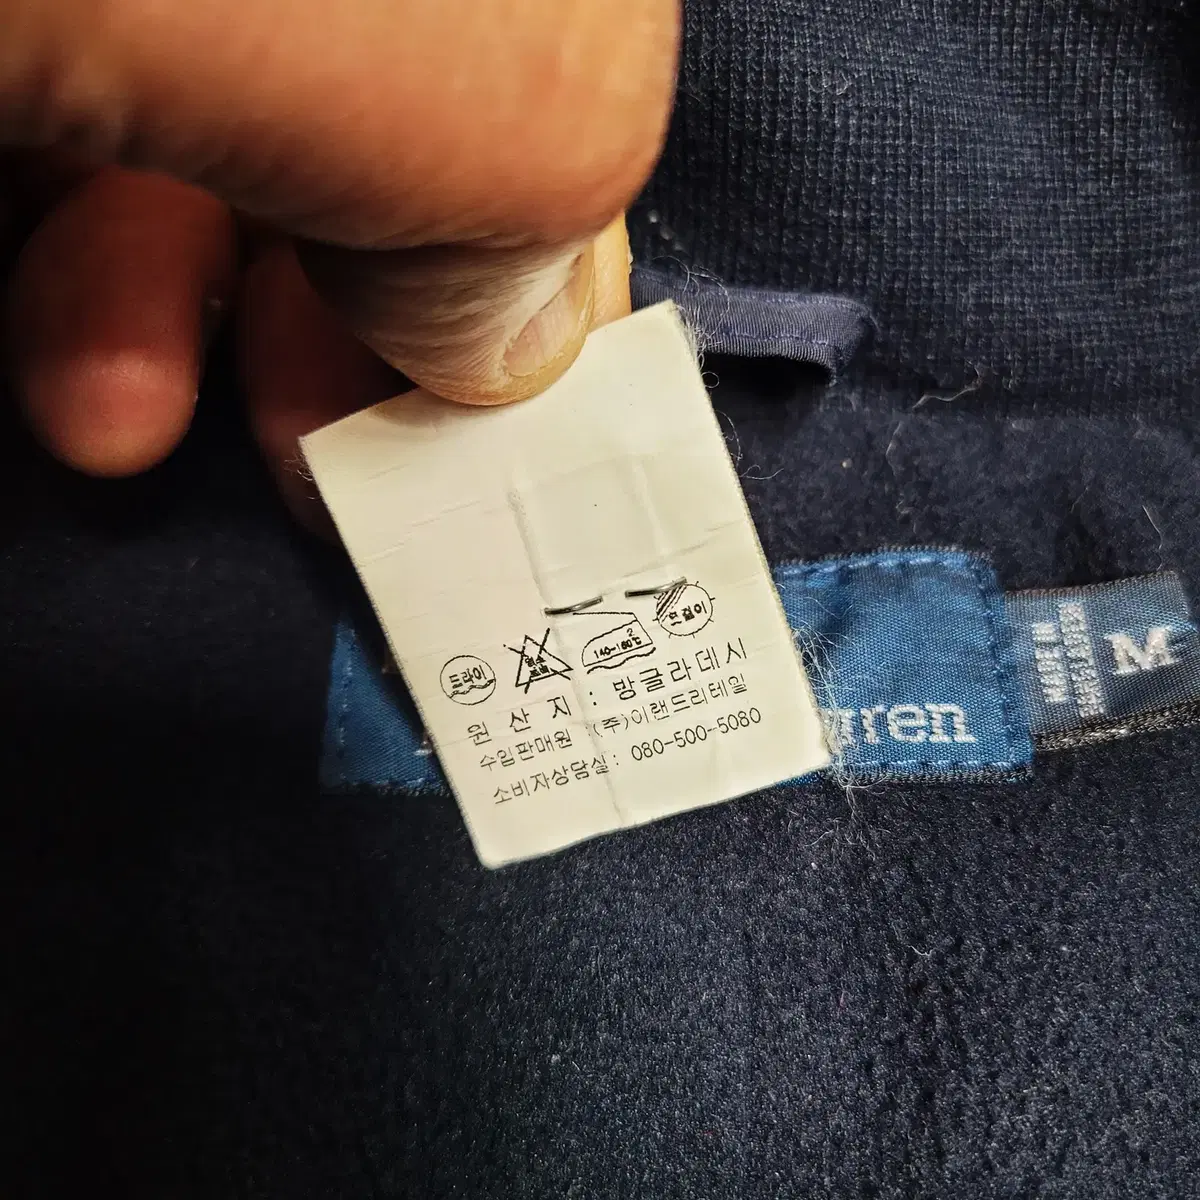 드라이
염소
표백
2
140~160℃
옷걸이
원 산 지 : 방글라데시
수입판매원 : (주)이랜드리테일
소비자상담실 : 080-500-5080
uren
M